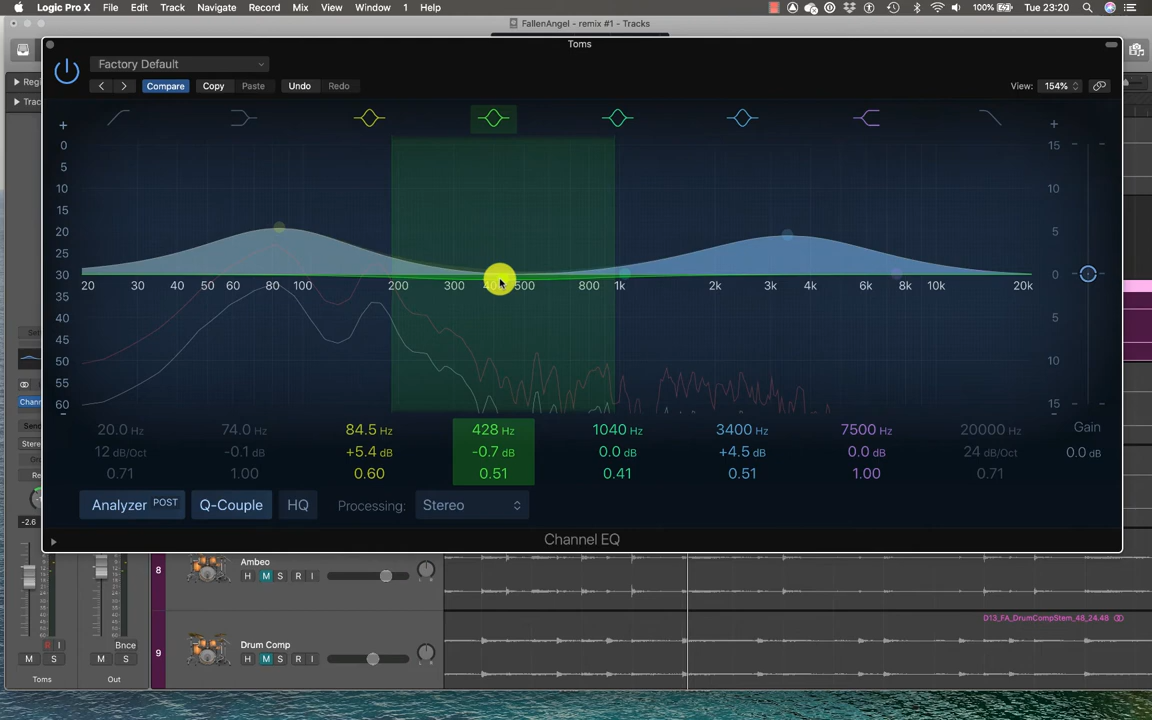 Logic Pro X File Edit Track Navigate Record Mix View Window 1 Help 100% Tue 23:20
FallenAngel - remix #1 - Tracks
Toms
Factory Default
Compare Copy Paste Undo Redo View: 154%
+ +
0 15
5
10 10
15
20 5
25
30 0
20 30 40 50 60 80 100 200 300 500 800 1k 2k 3k 4k 6k 8k 10k 20k
35
40 5
45
50 10
55
60 15
20.0 Hz 74.0 Hz 84.5 Hz 428 Hz 1040 Hz 3400 Hz 7500 Hz 20000 Hz Gain
12 dB/Oct -0.1 dB +5.4 dB -0.7 dB 0.0 dB +4.5 dB 0.0 dB 24 dB/Oct 0.0 dB
0.71 1.00 0.60 0.51 0.41 0.51 1.00 0.71
Analyzer POST Q-Couple HQ Processing: Stereo
Channel EQ
-2.6
8 Ambeo
H M S R I
D13_FA_DrumCompStem_48_24.48
9 Drum Comp
H M S R I
R I Bnce
M S M S
Toms Out